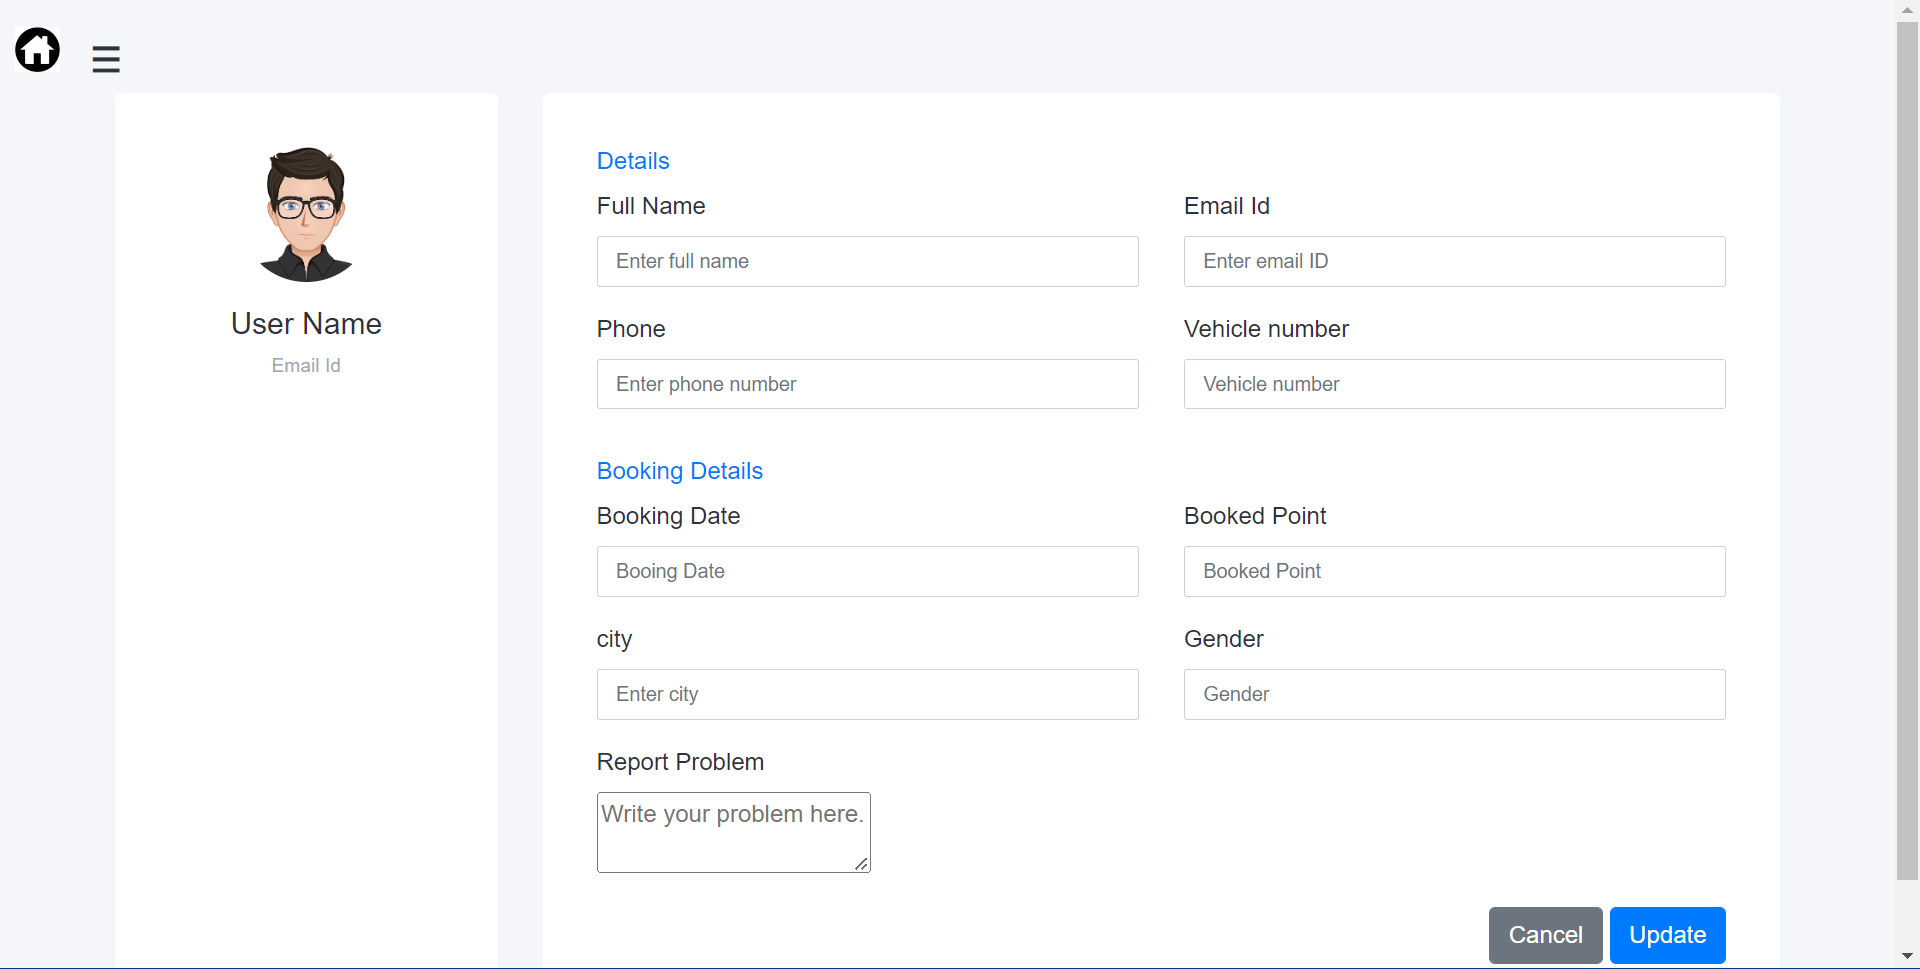 User Name
Email Id
Details
Full Name
Email Id
Enter full name
Enter email ID
Phone
Vehicle number
Enter phone number
Vehicle number
Booking Details
Booking Date
Booked Point
Booing Date
Booked Point
city
Gender
Enter city
Gender
Report Problem
Write your problem here.
Cancel
Update